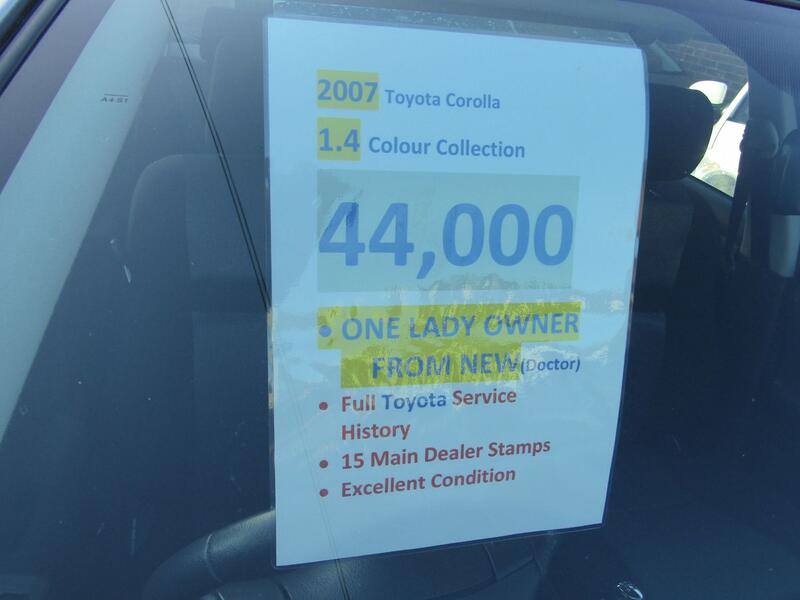 2007 Toyota Corolla
1.4 Colour Collection
44,000
• ONE LADY OWNER
FROM NEW (Doctor)
• Full Toyota Service
History
• 15 Main Dealer Stamps
• Excellent Condition